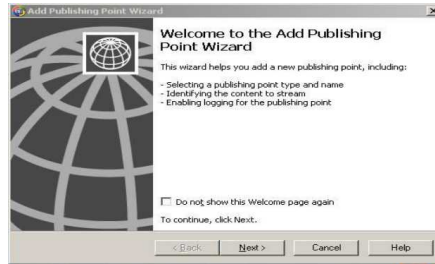 Add Publishing Point Wizard
Welcome to the Add Publishing
Point Wizard
This wizard helps you add a new publishing point, including:
- Selecting a publishing point type and name
- Identifying the content to stream
- Enabling logging for the publishing point
Do not show this Welcome page again
To continue, click Next.
< Back Next > Cancel Help